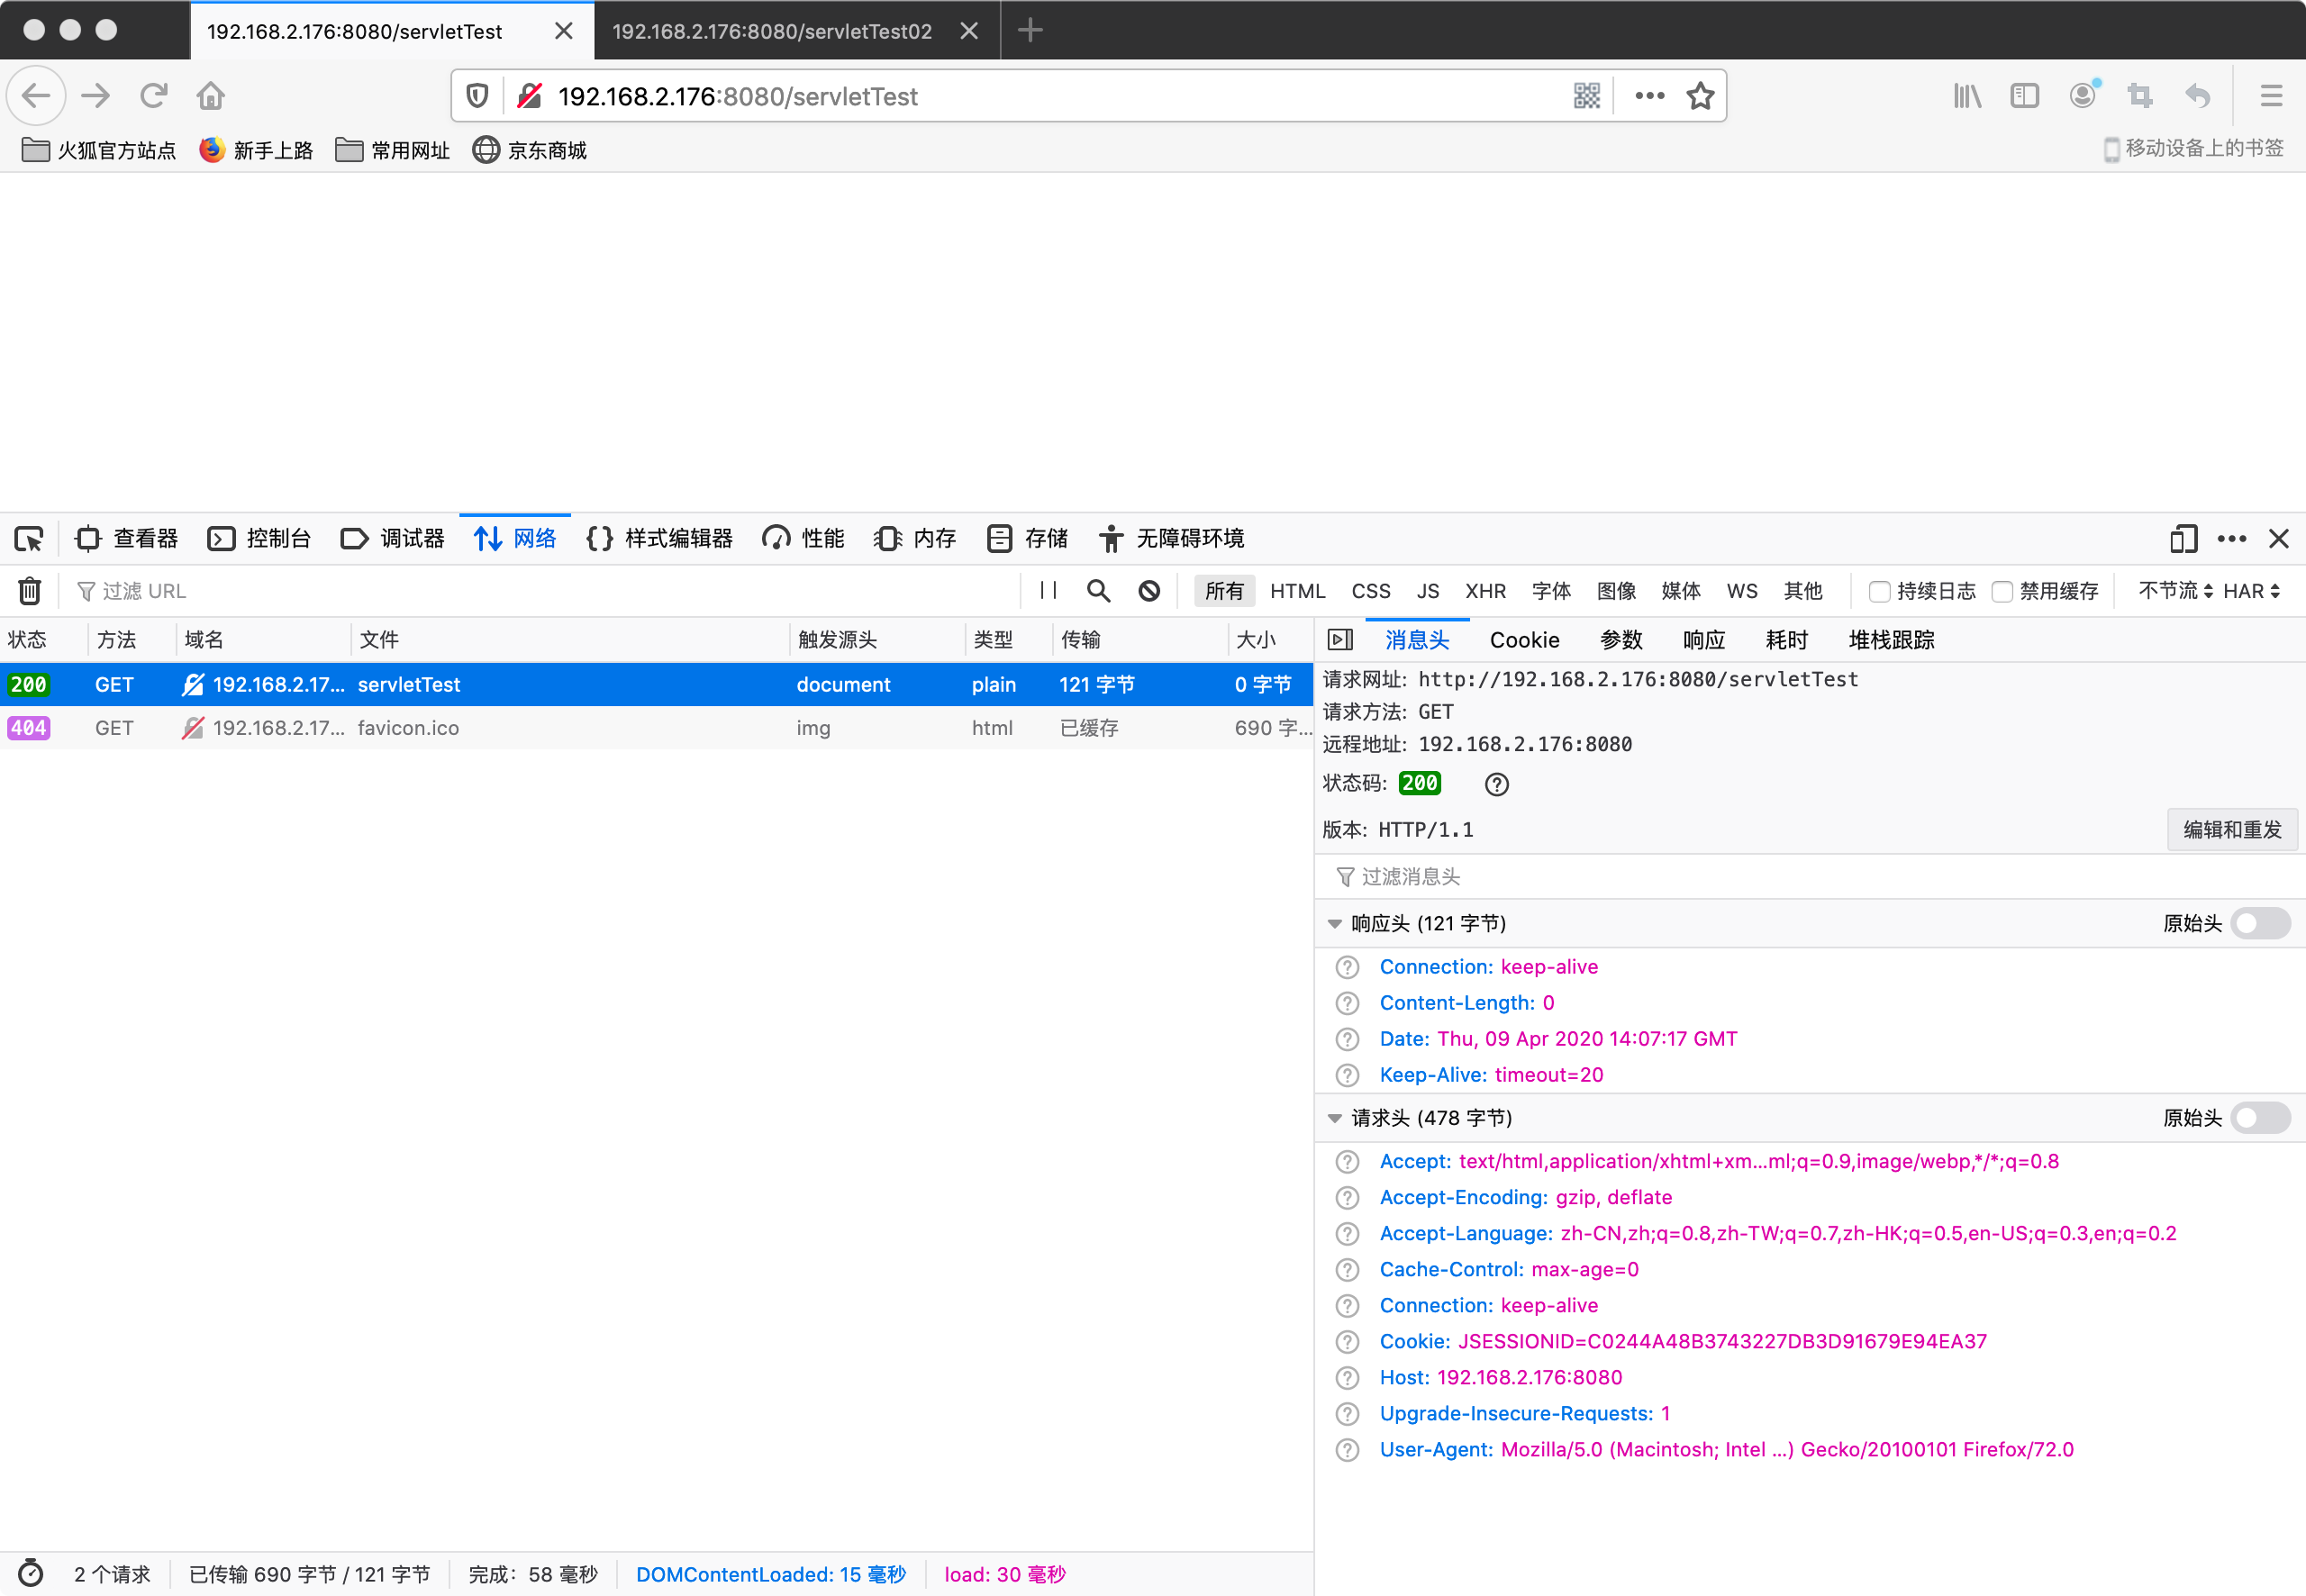 192.168.2.176:8080/servletTest
192.168.2.176:8080/servletTest02
192.168.2.176:8080/servletTest
火狐官方站点 新手上路 常用网址 京东商城 移动设备上的书签
查看器 控制台 调试器 网络 样式编辑器 性能 内存 存储 无障碍环境
过滤 URL 所有 HTML CSS JS XHR 字体 图像 媒体 WS 其他 持续日志 禁用缓存 不节流 HAR
状态 方法 域名 文件 触发源头 类型 传输 大小
200 GET 192.168.2.17... servletTest document plain 121 字节 0 字节
404 GET 192.168.2.17... favicon.ico img html 已缓存 690 字...
消息头 Cookie 参数 响应 耗时 堆栈跟踪
请求网址: http://192.168.2.176:8080/servletTest
请求方法: GET
远程地址: 192.168.2.176:8080
状态码: 200
版本: HTTP/1.1 编辑和重发
过滤消息头
响应头 (121 字节) 原始头
Connection: keep-alive
Content-Length: 0
Date: Thu, 09 Apr 2020 14:07:17 GMT
Keep-Alive: timeout=20
请求头 (478 字节) 原始头
Accept: text/html,application/xhtml+xm...ml;q=0.9,image/webp,*/*;q=0.8
Accept-Encoding: gzip, deflate
Accept-Language: zh-CN,zh;q=0.8,zh-TW;q=0.7,zh-HK;q=0.5,en-US;q=0.3,en;q=0.2
Cache-Control: max-age=0
Connection: keep-alive
Cookie: JSESSIONID=C0244A48B3743227DB3D91679E94EA37
Host: 192.168.2.176:8080
Upgrade-Insecure-Requests: 1
User-Agent: Mozilla/5.0 (Macintosh; Intel ...) Gecko/20100101 Firefox/72.0
2 个请求 已传输 690 字节 / 121 字节 完成: 58 毫秒 DOMContentLoaded: 15 毫秒 load: 30 毫秒